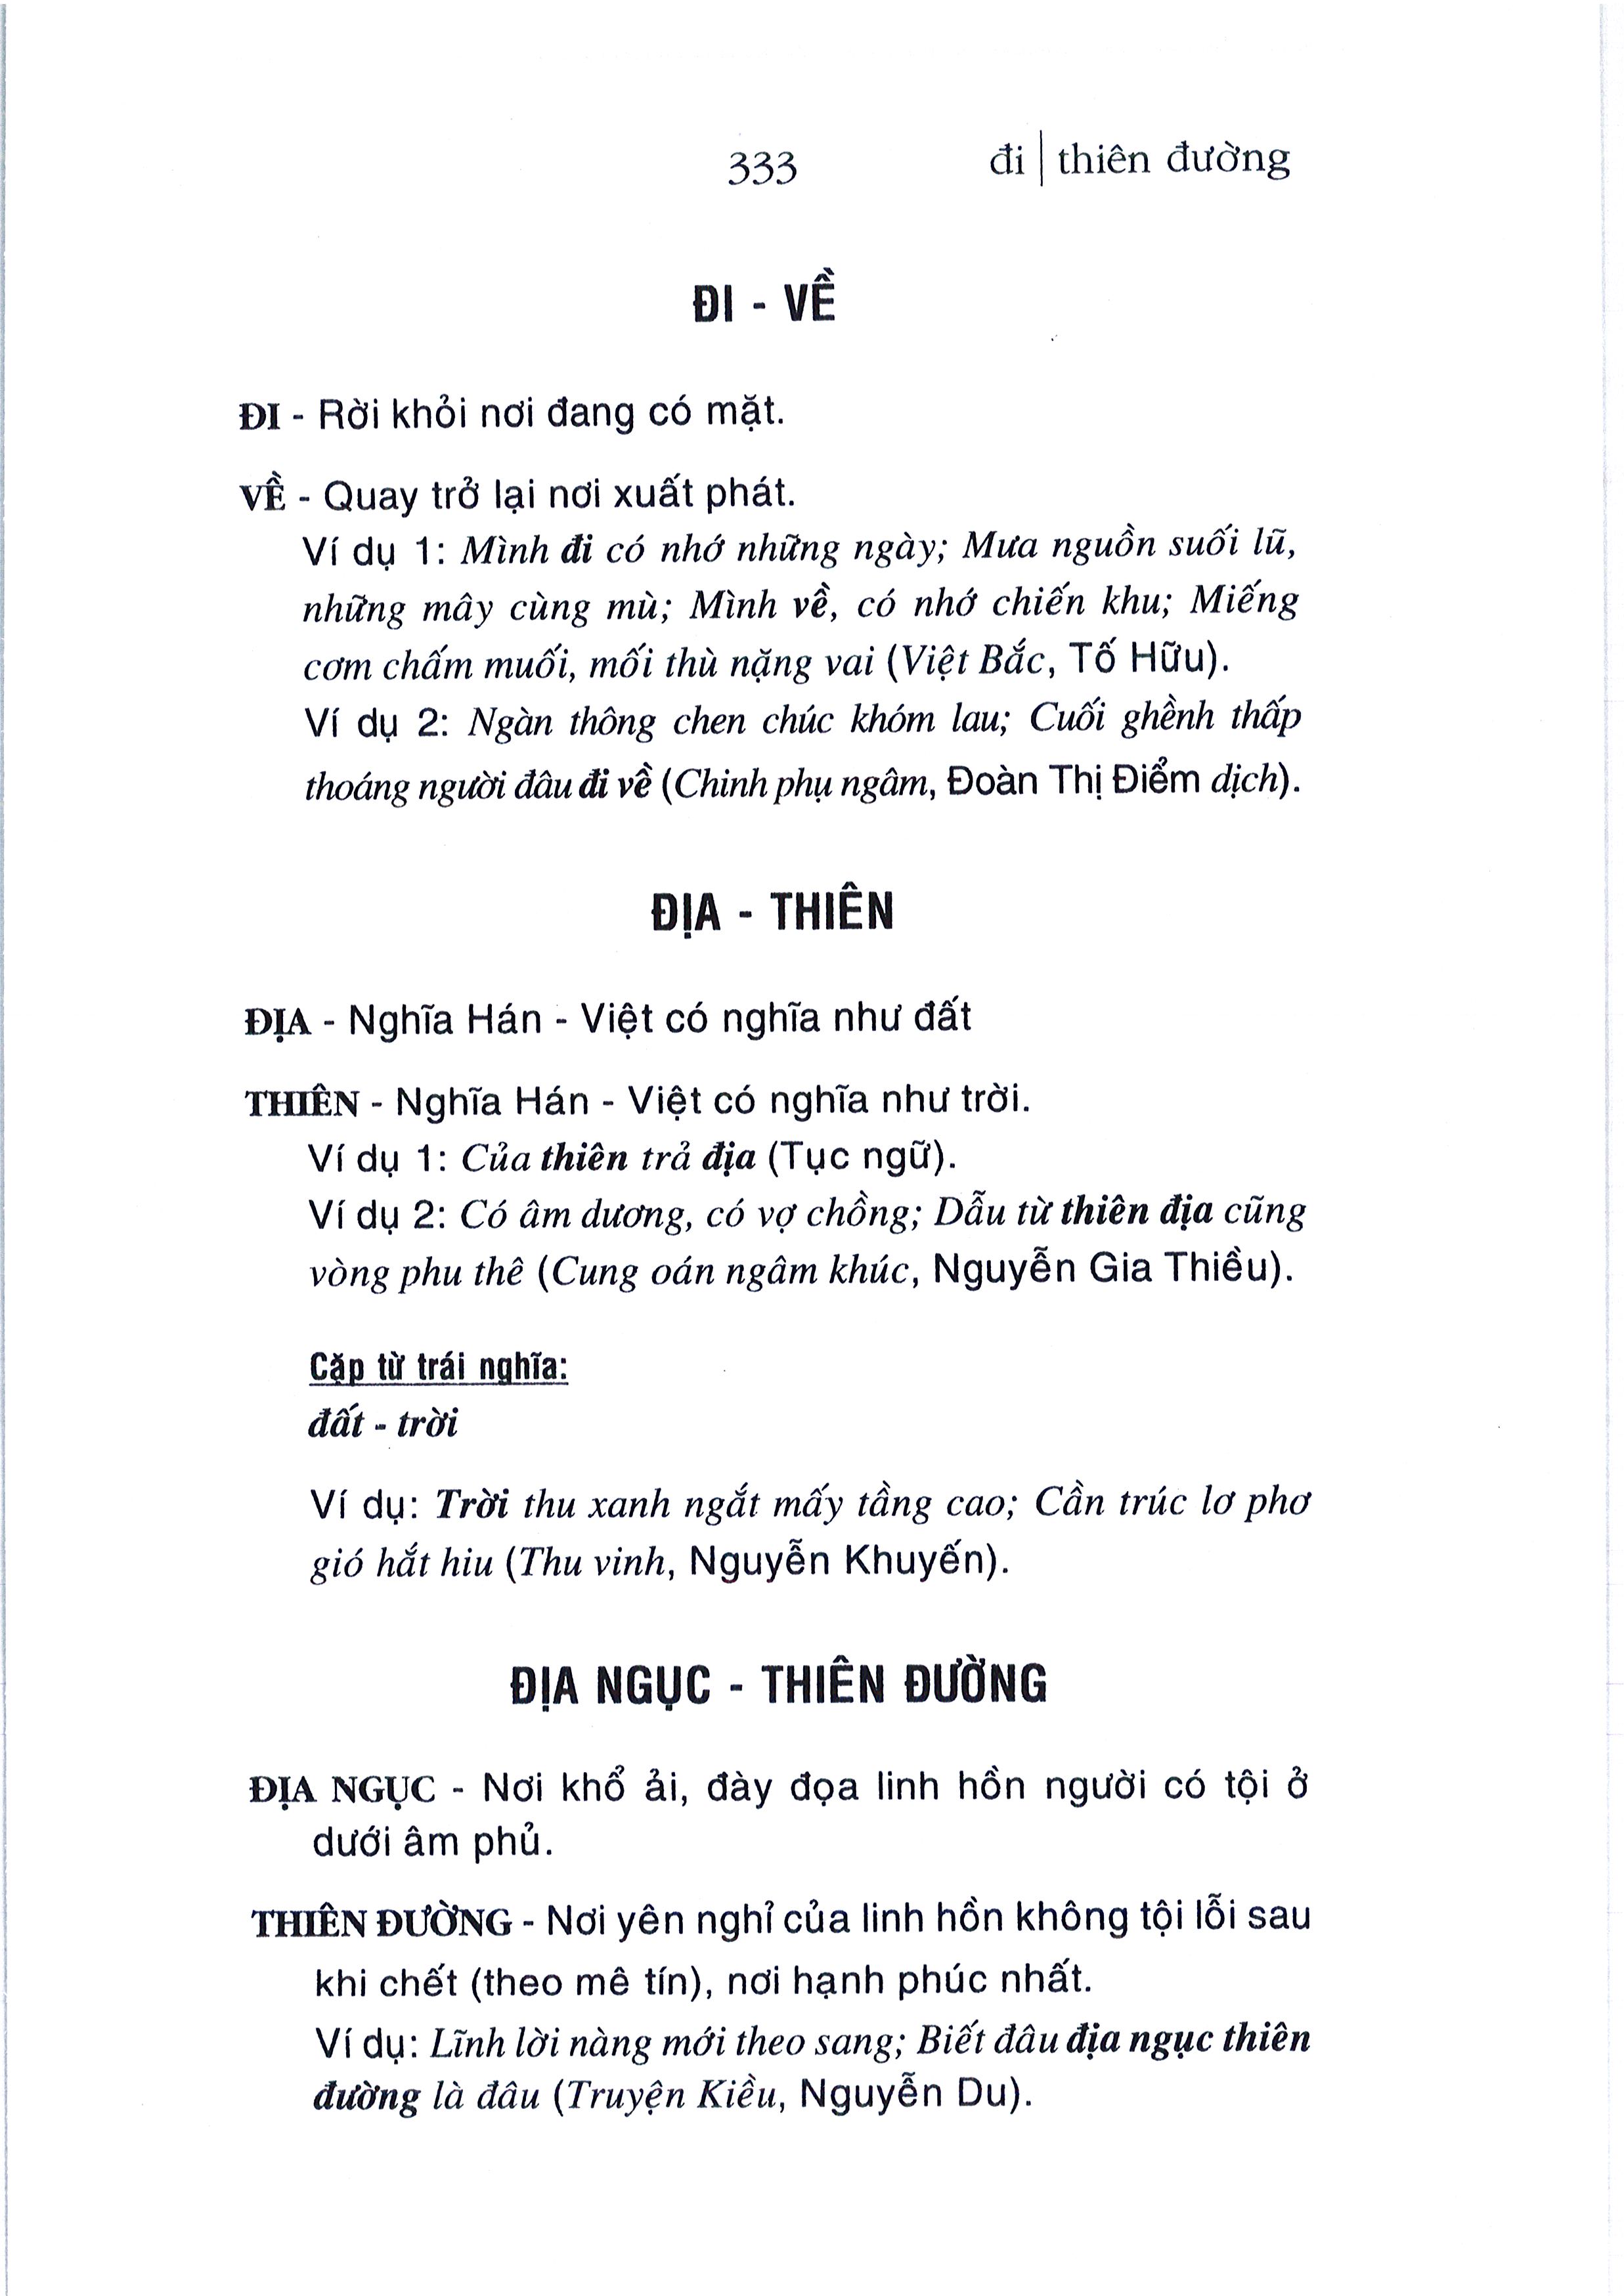 333
đi | thiên đường
ĐI - VỀ
ĐI - Rời khỏi nơi đang có mặt.
VỀ - Quay trở lại nơi xuất phát.
Ví dụ 1: Mình đi có nhớ những ngày; Mưa nguồn suối lũ,
những mây cùng mù; Mình về, có nhớ chiến khu; Miếng
cơm chấm muối, mối thù nặng vai (Việt Bắc, Tố Hữu).
Ví dụ 2: Ngàn thông chen chúc khóm lau; Cuối ghềnh thấp
thoáng người đâu đi về (Chinh phụ ngâm, Đoàn Thị Điểm dịch).
ĐỊA - THIÊN
ĐỊA - Nghĩa Hán - Việt có nghĩa như đất
THIÊN - Nghĩa Hán - Việt có nghĩa như trời.
Ví dụ 1: Của thiên trả địa (Tục ngữ).
Ví dụ 2: Có âm dương, có vợ chồng; Dẫu từ thiên địa cũng
vòng phu thê (Cung oán ngâm khúc, Nguyễn Gia Thiều).
Cặp từ trái nghĩa:
đất - trời
Ví dụ: Trời thu xanh ngắt mấy tầng cao; Cần trúc lơ phơ
gió hắt hiu (Thu vinh, Nguyễn Khuyến).
ĐỊA NGỤC - THIÊN ĐƯỜNG
ĐỊA NGỤC - Nơi khổ ải, đày đọa linh hồn người có tội ở
dưới âm phủ.
THIÊN ĐƯỜNG - Nơi yên nghỉ của linh hồn không tội lỗi sau
khi chết (theo mê tín), nơi hạnh phúc nhất.
Ví dụ: Lĩnh lời nàng mới theo sang; Biết đâu địa ngục thiên
đường là đâu (Truyện Kiều, Nguyễn Du).